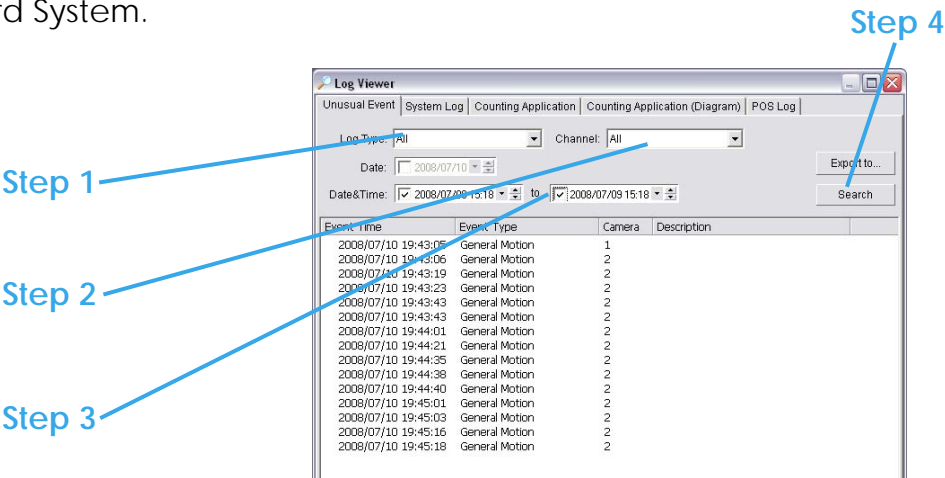 rd System.
Step 4
Log Viewer
Unusual Event System Log Counting Application Counting Application (Diagram) POS Log
Log Type: All Channel: All
Date: 2008/07/10 Export to...
Step 1
Date&Time: 2008/07/09 15:18 to 2008/07/09 15:18 Search
Event Time Event Type Camera Description
2008/07/10 19:43:05 General Motion 1
2008/07/10 19:43:06 General Motion 2
2008/07/10 19:43:19 General Motion 2
Step 2
2008/07/10 19:43:23 General Motion 2
2008/07/10 19:43:43 General Motion 2
2008/07/10 19:43:43 General Motion 2
2008/07/10 19:44:01 General Motion 2
2008/07/10 19:44:21 General Motion 2
2008/07/10 19:44:35 General Motion 2
2008/07/10 19:44:38 General Motion 2
2008/07/10 19:44:40 General Motion 2
2008/07/10 19:45:01 General Motion 2
Step 3
2008/07/10 19:45:03 General Motion 2
2008/07/10 19:45:16 General Motion 2
2008/07/10 19:45:18 General Motion 2